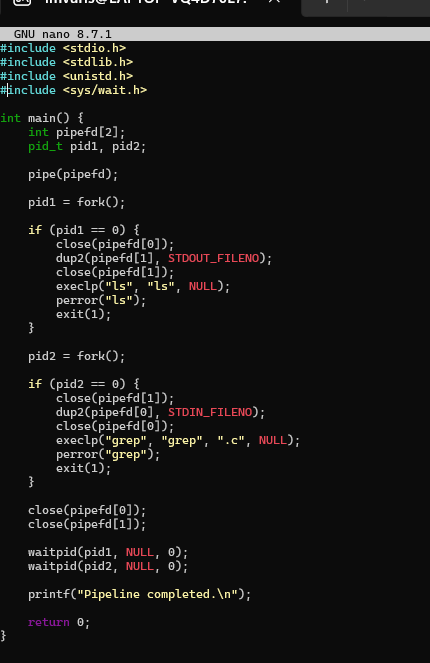 GNU nano 8.7.1
#include <stdio.h>
#include <stdlib.h>
#include <unistd.h>
#include <sys/wait.h>

int main() {
    int pipefd[2];
    pid_t pid1, pid2;

    pipe(pipefd);

    pid1 = fork();

    if (pid1 == 0) {
        close(pipefd[0]);
        dup2(pipefd[1], STDOUT_FILENO);
        close(pipefd[1]);
        execlp("ls", "ls", NULL);
        perror("ls");
        exit(1);
    }

    pid2 = fork();

    if (pid2 == 0) {
        close(pipefd[1]);
        dup2(pipefd[0], STDIN_FILENO);
        close(pipefd[0]);
        execlp("grep", "grep", ".c", NULL);
        perror("grep");
        exit(1);
    }

    close(pipefd[0]);
    close(pipefd[1]);

    waitpid(pid1, NULL, 0);
    waitpid(pid2, NULL, 0);

    printf("Pipeline completed.\n");

    return 0;
}